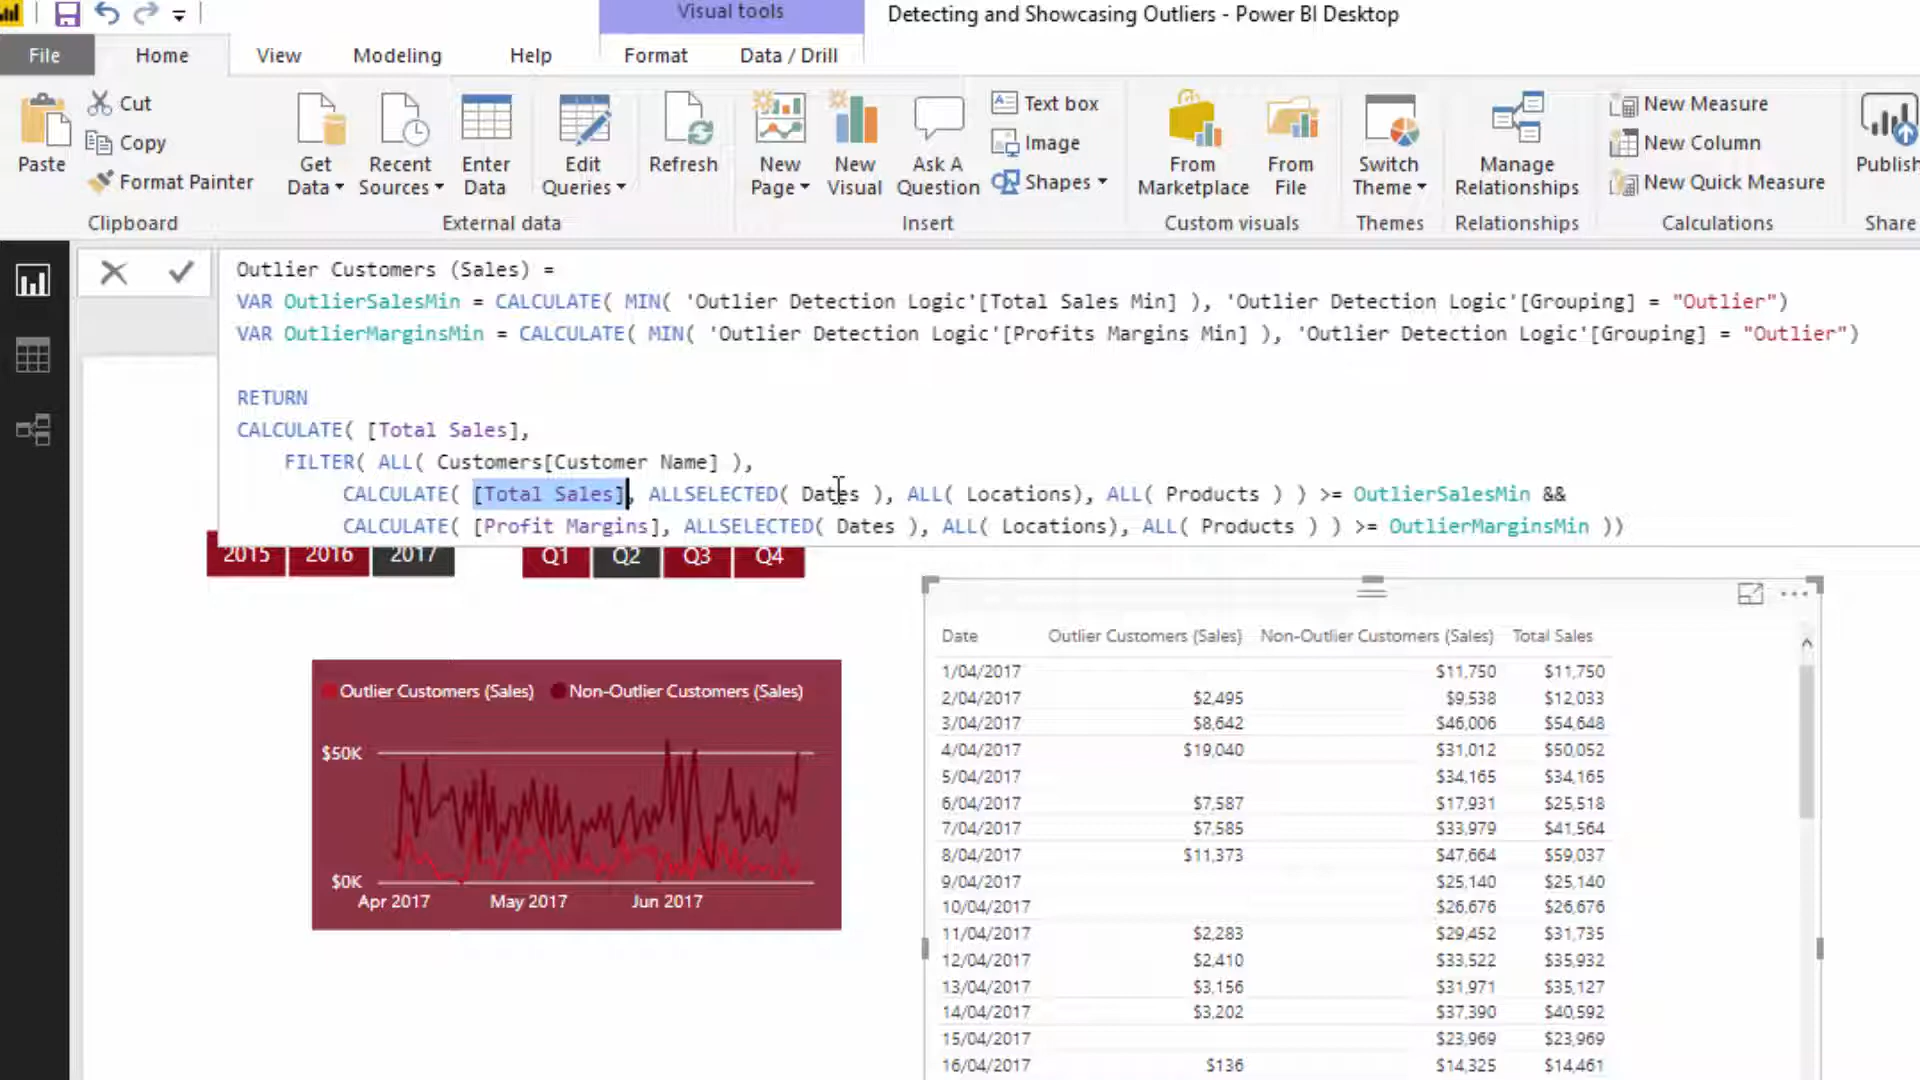 Visual tools
Detecting and Showcasing Outliers - Power BI Desktop
File Home View Modeling Help Format Data / Drill
Paste
Cut
Copy
Format Painter
Clipboard
Get Data
Recent Sources
Enter Data
Edit Queries
Refresh
External data
New Page
New Visual
Ask A Question
Text box
Image
Shapes
Insert
From Marketplace
From File
Custom visuals
Switch Theme
Themes
Manage Relationships
Relationships
New Measure
New Column
New Quick Measure
Calculations
Publish
Share
Outlier Customers (Sales) =
VAR OutlierSalesMin = CALCULATE( MIN( 'Outlier Detection Logic'[Total Sales Min] ), 'Outlier Detection Logic'[Grouping] = "Outlier")
VAR OutlierMarginsMin = CALCULATE( MIN( 'Outlier Detection Logic'[Profits Margins Min] ), 'Outlier Detection Logic'[Grouping] = "Outlier")
RETURN
CALCULATE( [Total Sales],
FILTER( ALL( Customers[Customer Name] ),
CALCULATE( [Total Sales], ALLSELECTED( Dates ), ALL( Locations), ALL( Products ) ) >= OutlierSalesMin &&
CALCULATE( [Profit Margins], ALLSELECTED( Dates ), ALL( Locations), ALL( Products ) ) >= OutlierMarginsMin ))
2015 2016 2017 Q1 Q2 Q3 Q4
Outlier Customers (Sales) Non-Outlier Customers (Sales)
$50K
$0K
Apr 2017 May 2017 Jun 2017
Date Outlier Customers (Sales) Non-Outlier Customers (Sales) Total Sales
1/04/2017 $11,750 $11,750
2/04/2017 $2,495 $9,538 $12,033
3/04/2017 $8,642 $46,006 $54,648
4/04/2017 $19,040 $31,012 $50,052
5/04/2017 $34,165 $34,165
6/04/2017 $7,587 $17,931 $25,518
7/04/2017 $7,585 $33,979 $41,564
8/04/2017 $11,373 $47,664 $59,037
9/04/2017 $25,140 $25,140
10/04/2017 $26,676 $26,676
11/04/2017 $2,283 $29,452 $31,735
12/04/2017 $2,410 $33,522 $35,932
13/04/2017 $3,156 $31,971 $35,127
14/04/2017 $3,202 $37,390 $40,592
15/04/2017 $23,969 $23,969
16/04/2017 $136 $14,325 $14,461